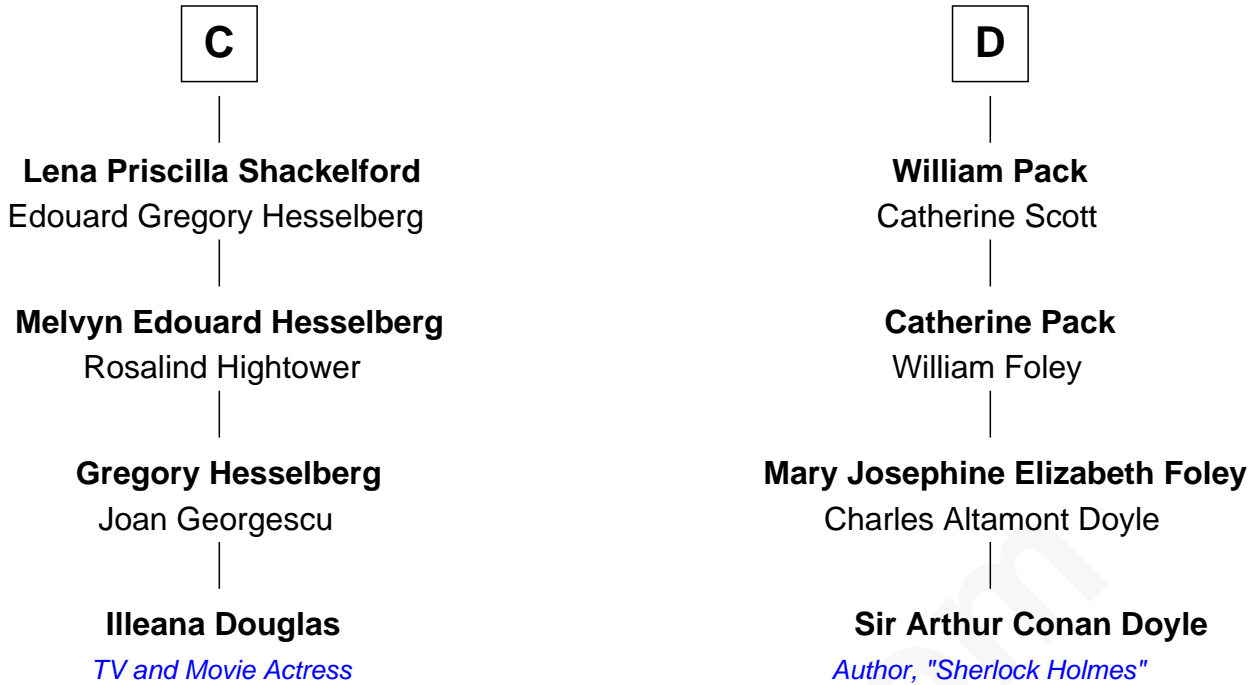 C
Lena Priscilla Shackelford
Edouard Gregory Hesselberg
Melvyn Edouard Hesselberg
Rosalind Hightower
Gregory Hesselberg
Joan Georgescu
Illeana Douglas
TV and Movie Actress
D
William Pack
Catherine Scott
Catherine Pack
William Foley
Mary Josephine Elizabeth Foley
Charles Altamont Doyle
Sir Arthur Conan Doyle
Author, "Sherlock Holmes"